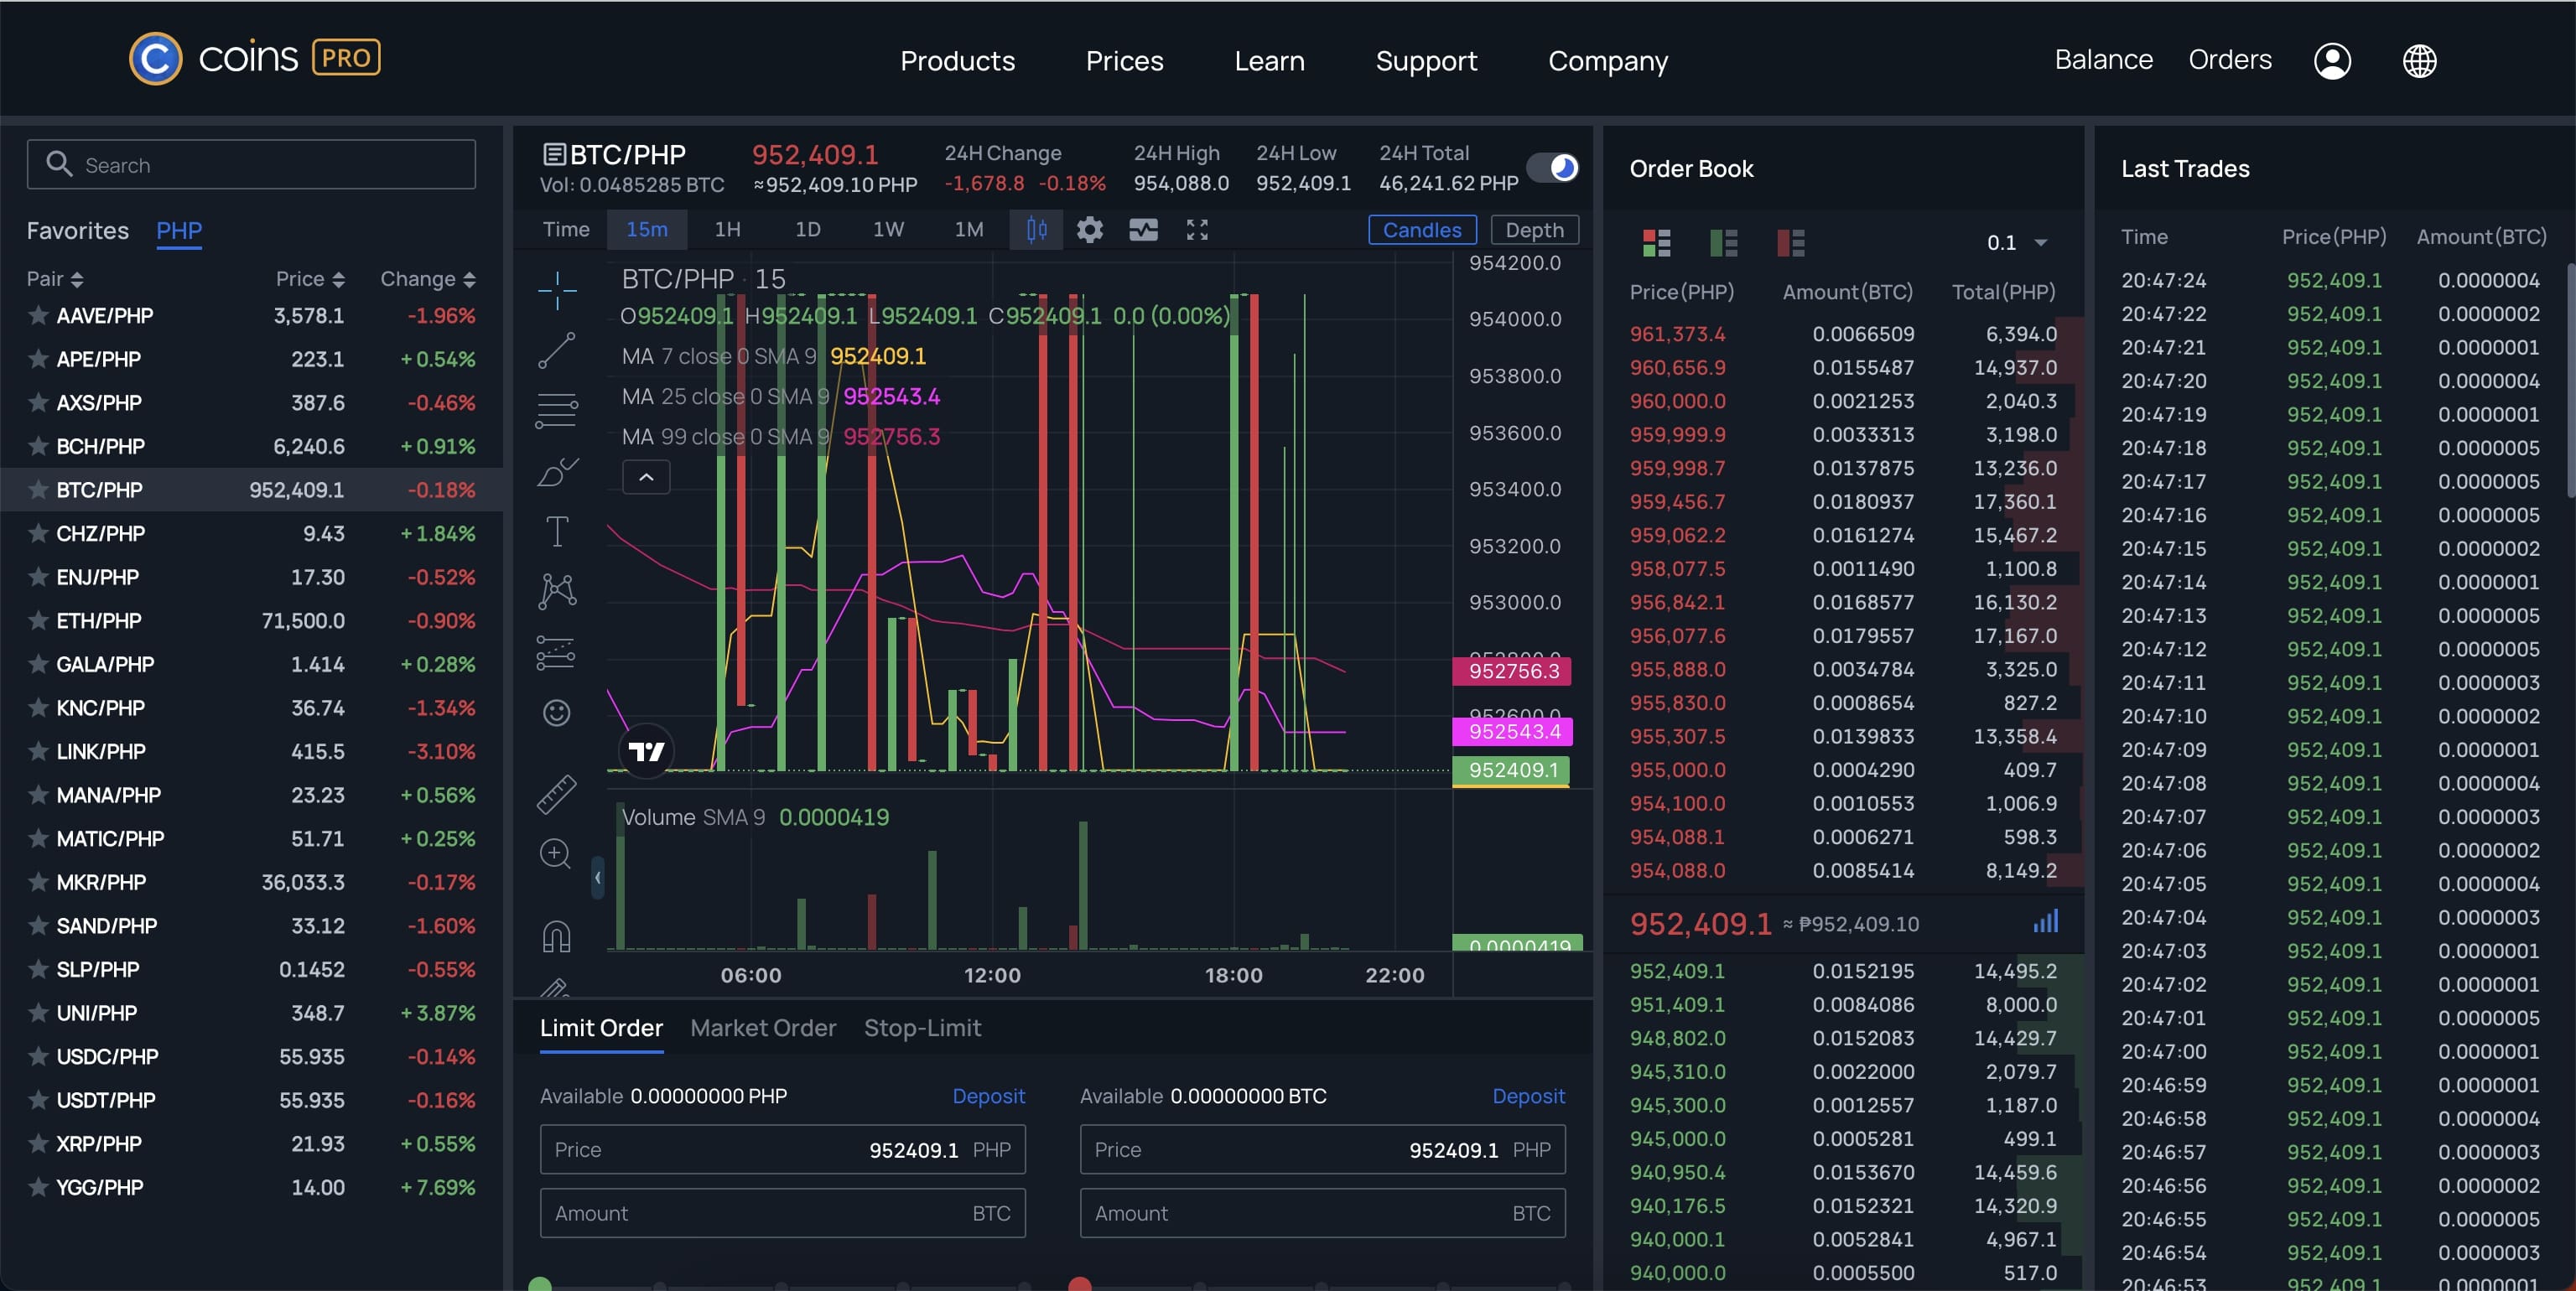 C coins PRO
Products Prices Learn Support Company
Balance Orders
Search
Favorites PHP
Pair Price Change
AAVE/PHP 3,578.1 -1.96%
APE/PHP 223.1 +0.54%
AXS/PHP 387.6 -0.46%
BCH/PHP 6,240.6 +0.91%
BTC/PHP 952,409.1 -0.18%
CHZ/PHP 9.43 +1.84%
ENJ/PHP 17.30 -0.52%
ETH/PHP 71,500.0 -0.90%
GALA/PHP 1.414 +0.28%
KNC/PHP 36.74 -1.34%
LINK/PHP 415.5 -3.10%
MANA/PHP 23.23 +0.56%
MATIC/PHP 51.71 +0.25%
MKR/PHP 36,033.3 -0.17%
SAND/PHP 33.12 -1.60%
SLP/PHP 0.1452 -0.55%
UNI/PHP 348.7 +3.87%
USDC/PHP 55.935 -0.14%
USDT/PHP 55.935 -0.16%
XRP/PHP 21.93 +0.55%
YGG/PHP 14.00 +7.69%
BTC/PHP 952,409.1 24H Change 24H High 24H Low 24H Total
Vol: 0.0485285 BTC ≈952,409.10 PHP -1,678.8 -0.18% 954,088.0 952,409.1 46,241.62 PHP
Time 15m 1H 1D 1W 1M Candles Depth
BTC/PHP · 15
O952409.1 H952409.1 L952409.1 C952409.1 0.0 (0.00%)
MA 7 close 0 SMA 9 952409.1
MA 25 close 0 SMA 9 952543.4
MA 99 close 0 SMA 9 952756.3
954200.0
954000.0
953800.0
953600.0
953400.0
953200.0
953000.0
952800.0
952756.3
952600.0
952543.4
952409.1
Volume SMA 9 0.0000419
0.0000419
06:00 12:00 18:00 22:00
Limit Order Market Order Stop-Limit
Available 0.00000000 PHP Deposit
Price 952409.1 PHP
Amount BTC
Available 0.00000000 BTC Deposit
Price 952409.1 PHP
Amount BTC
Order Book
0.1
Price(PHP) Amount(BTC) Total(PHP)
961,373.4 0.0066509 6,394.0
960,656.9 0.0155487 14,937.0
960,000.0 0.0021253 2,040.3
959,999.9 0.0033313 3,198.0
959,998.7 0.0137875 13,236.0
959,456.7 0.0180937 17,360.1
959,062.2 0.0161274 15,467.2
958,077.5 0.0011490 1,100.8
956,842.1 0.0168577 16,130.2
956,077.6 0.0179557 17,167.0
955,888.0 0.0034784 3,325.0
955,830.0 0.0008654 827.2
955,307.5 0.0139833 13,358.4
955,000.0 0.0004290 409.7
954,100.0 0.0010553 1,006.9
954,088.1 0.0006271 598.3
954,088.0 0.0085414 8,149.2
952,409.1 ≈ ₱952,409.10
952,409.1 0.0152195 14,495.2
951,409.1 0.0084086 8,000.0
948,802.0 0.0152083 14,429.7
945,310.0 0.0022000 2,079.7
945,300.0 0.0012557 1,187.0
945,000.0 0.0005281 499.1
940,950.4 0.0153670 14,459.6
940,176.5 0.0152321 14,320.9
940,000.1 0.0052841 4,967.1
940,000.0 0.0005500 517.0
Last Trades
Time Price(PHP) Amount(BTC)
20:47:24 952,409.1 0.0000004
20:47:22 952,409.1 0.0000002
20:47:21 952,409.1 0.0000001
20:47:20 952,409.1 0.0000004
20:47:19 952,409.1 0.0000001
20:47:18 952,409.1 0.0000005
20:47:17 952,409.1 0.0000005
20:47:16 952,409.1 0.0000005
20:47:15 952,409.1 0.0000002
20:47:14 952,409.1 0.0000001
20:47:13 952,409.1 0.0000005
20:47:12 952,409.1 0.0000005
20:47:11 952,409.1 0.0000003
20:47:10 952,409.1 0.0000002
20:47:09 952,409.1 0.0000001
20:47:08 952,409.1 0.0000004
20:47:07 952,409.1 0.0000003
20:47:06 952,409.1 0.0000002
20:47:05 952,409.1 0.0000004
20:47:04 952,409.1 0.0000003
20:47:03 952,409.1 0.0000001
20:47:02 952,409.1 0.0000001
20:47:01 952,409.1 0.0000005
20:47:00 952,409.1 0.0000001
20:46:59 952,409.1 0.0000001
20:46:58 952,409.1 0.0000004
20:46:57 952,409.1 0.0000003
20:46:56 952,409.1 0.0000002
20:46:55 952,409.1 0.0000005
20:46:54 952,409.1 0.0000003
20:46:53 952,409.1 0.0000001